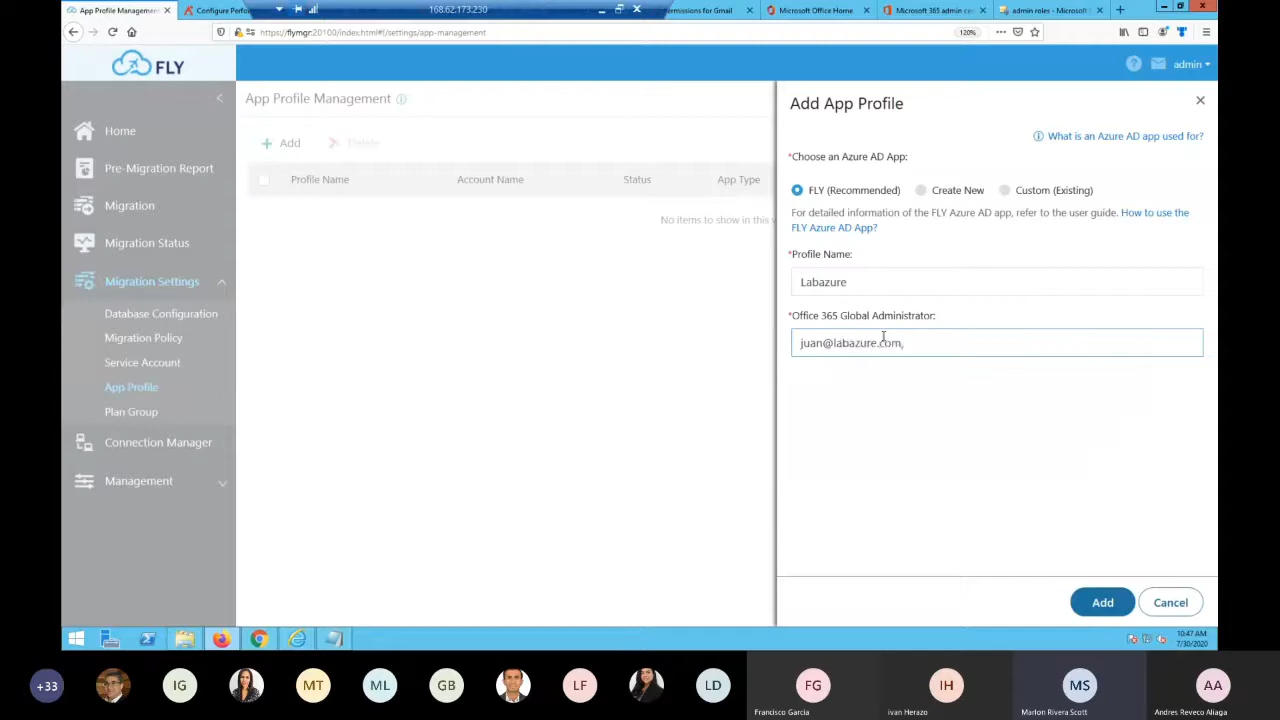 App Profile Management
Configure Perfor
168.62.173.230
ermissions for Gmail
Microsoft Office Home
Microsoft 365 admin ce
admin roles - Microsoft
https://flymgr:20100/index.html#/settings/app-management
120%
FLY
admin
Home
Pre-Migration Report
Migration
Migration Status
Migration Settings
Database Configuration
Migration Policy
Service Account
App Profile
Plan Group
Connection Manager
Management
App Profile Management
Add
Delete
Profile Name
Account Name
Status
App Type
No items to show in this v
Add App Profile
What is an Azure AD app used for?
*Choose an Azure AD App:
FLY (Recommended)
Create New
Custom (Existing)
For detailed information of the FLY Azure AD app, refer to the user guide. How to use the
FLY Azure AD App?
*Profile Name:
Labazure
*Office 365 Global Administrator:
juan@labazure.com,
Add
Cancel
10:47 AM
7/30/2020
+33
IG
MT
ML
GB
LF
LD
FG
Francisco Garcia
IH
ivan Herazo
MS
Marlon Rivera Scott
AA
Andres Reveco Aliaga